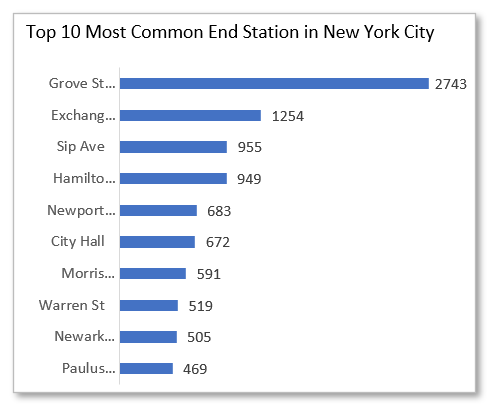 Top 10 Most Common End Station in New York City
Grove St... 2743
Exchang... 1254
Sip Ave 955
Hamilto... 949
Newport... 683
City Hall 672
Morris... 591
Warren St 519
Newark... 505
Paulus... 469